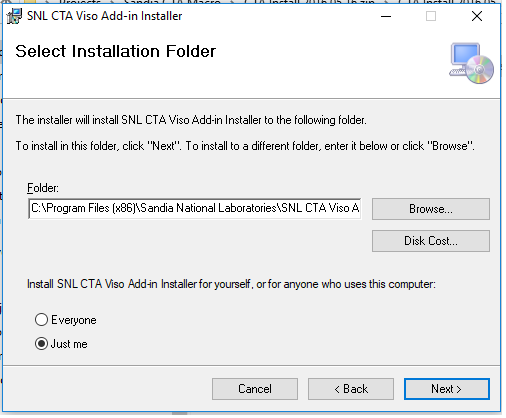 SNL CTA Viso Add-in Installer
Select Installation Folder
The installer will install SNL CTA Viso Add-in Installer to the following folder.
To install in this folder, click "Next". To install to a different folder, enter it below or click "Browse".
Folder:
C:\Program Files (x86)\Sandia National Laboratories\SNL CTA Viso A
Browse...
Disk Cost...
Install SNL CTA Viso Add-in Installer for yourself, or for anyone who uses this computer:
Everyone
Just me
Cancel
< Back
Next >